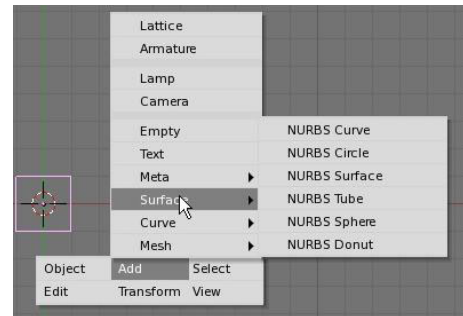 Lattice
Armature
Lamp
Camera
Empty
Text
Meta
Surface
Curve
Mesh
NURBS Curve
NURBS Circle
NURBS Surface
NURBS Tube
NURBS Sphere
NURBS Donut
Object Add Select
Edit Transform View